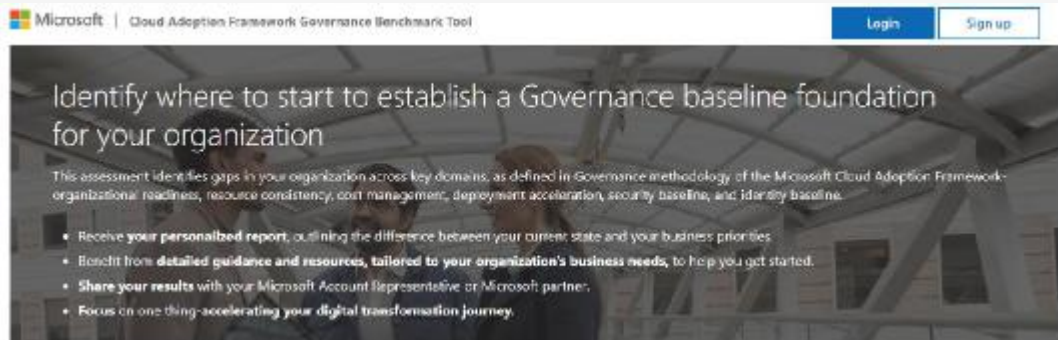 Microsoft | Cloud Adoption Framework Governance Benchmark Tool
Login
Sign up
Identify where to start to establish a Governance baseline foundation
for your organization
This assessment identifies gaps in your organization across key domains, as defined in Governance methodology of the Microsoft Cloud Adoption Framework-
organizational readiness, resource consistency, cost management, deployment acceleration, security baseline, and identity baseline.
• Receive your personalized report, outlining the difference between your current state and your business priorities.
• Benefit from detailed guidance and resources, tailored to your organization's business needs, to help you get started.
• Share your results with your Microsoft Account Representative or Microsoft partner.
• Focus on one thing-accelerating your digital transformation journey.